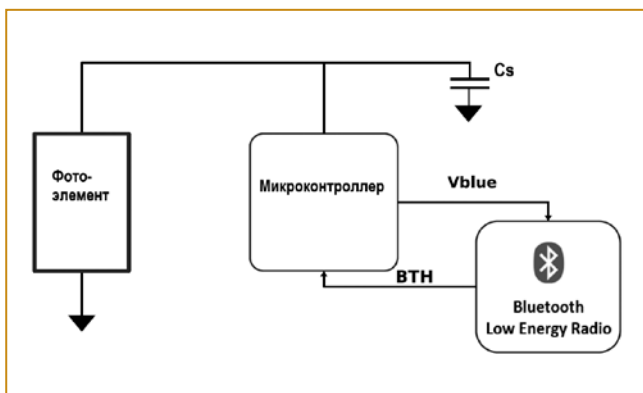 Cs
Фото-
элемент
Микроконтроллер
Vblue
BTH
Bluetooth
Low Energy Radio